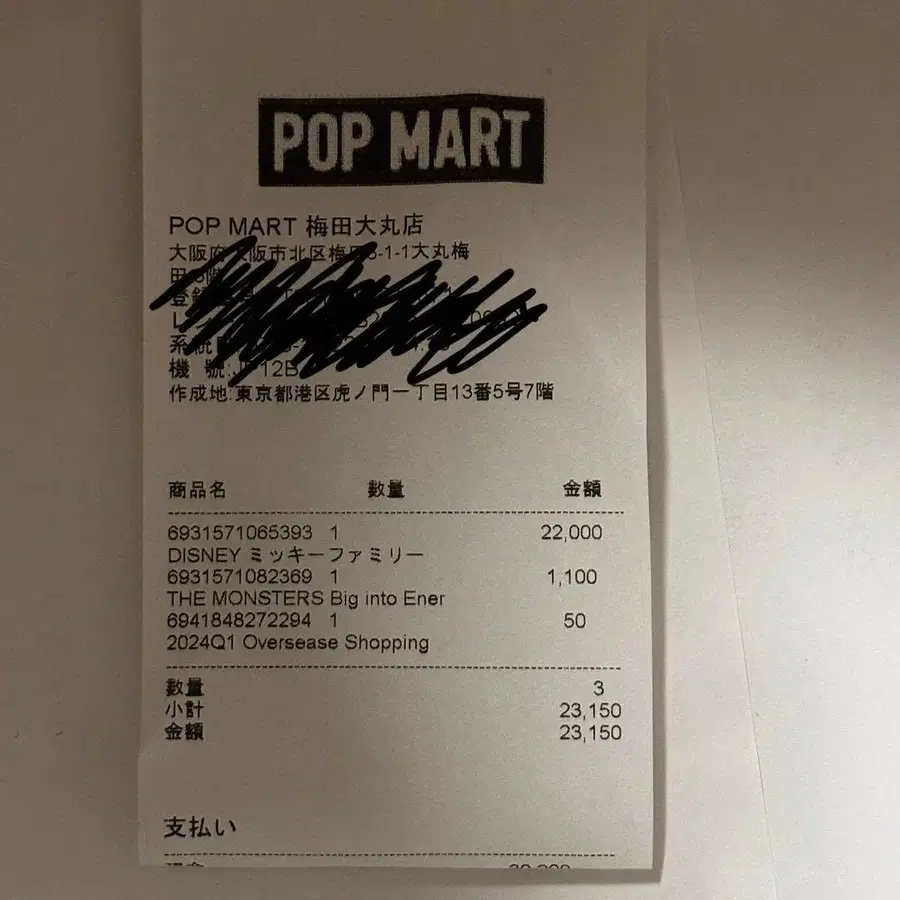 POP MART
POP MART 梅田大丸店
大阪府 阪市北区梅 3-1-1大丸梅
機 號:J 12B
作成地:東京都港区虎ノ門一丁目13番5号7階
商品名 數量 金額
6931571065393 1 22,000
DISNEY ミッキーファミリー
6931571082369 1 1,100
THE MONSTERS Big into Ener
6941848272294 1 50
2024Q1 Oversease Shopping
數量 3
小計 23,150
金額 23,150
支払い